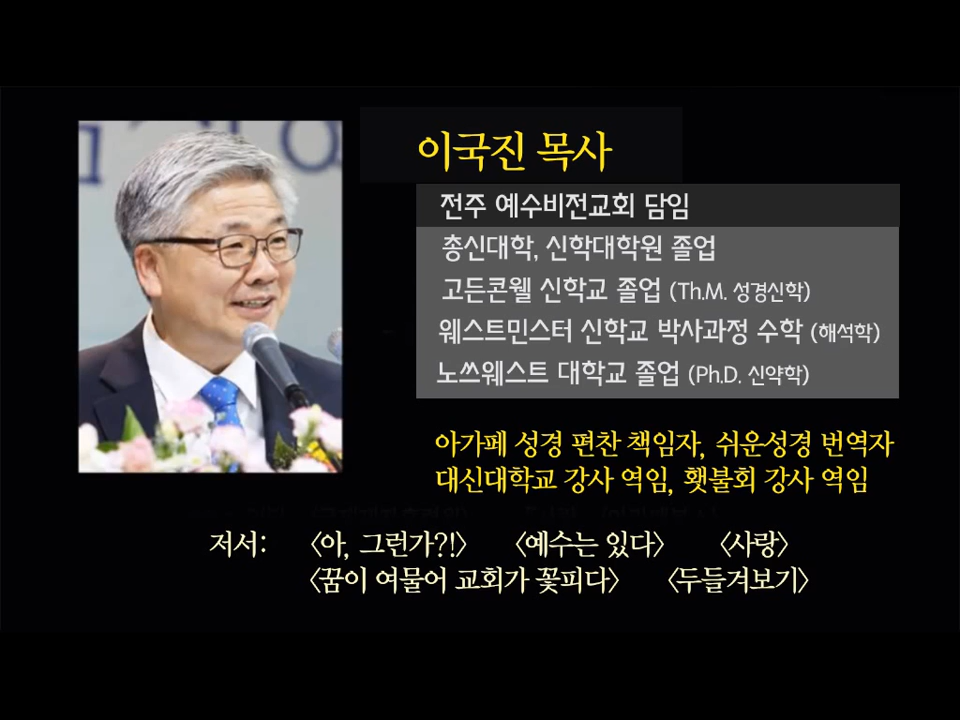 이국진 목사
전주 예수비전교회 담임
총신대학, 신학대학원 졸업
고든콘웰 신학교 졸업 (Th.M. 성경신학)
웨스트민스터 신학교 박사과정 수학 (해석학)
노쓰웨스트 대학교 졸업 (Ph.D. 신약학)
아가페 성경 편찬 책임자, 쉬운성경 번역자
대신대학교 강사 역임, 횃불회 강사 역임
저서: <아, 그런가?!> <예수는 있다> <사랑>
<꿈이 여물어 교회가 꽃피다> <두들겨보기>